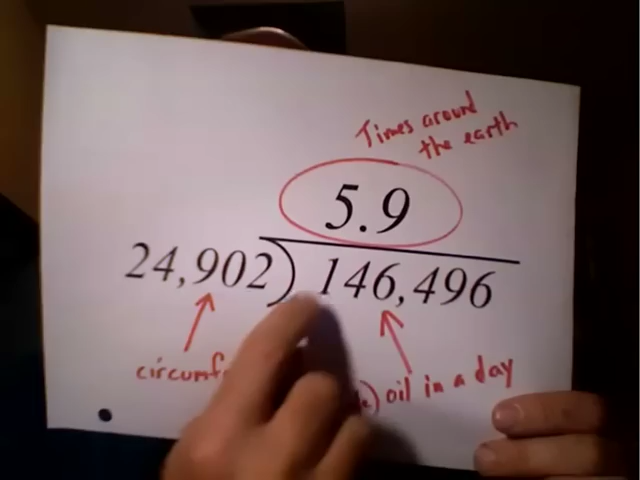 Times around
the earth
5.9
24,902 146,496
oil in a day